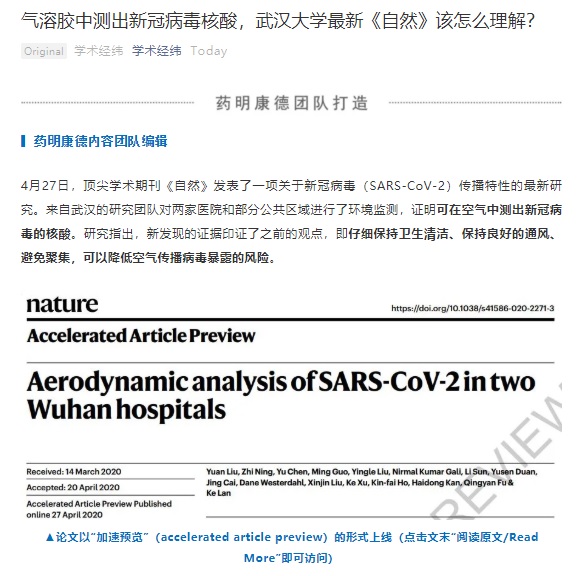 气溶胶中测出新冠病毒核酸，武汉大学最新《自然》该怎么理解？
Original 学术经纬 学术经纬 Today
药明康德团队打造
药明康德内容团队编辑
4月27日，顶尖学术期刊《自然》发表了一项关于新冠病毒（SARS-CoV-2）传播特性的最新研
究。来自武汉的研究团队对两家医院和部分公共区域进行了环境监测，证明可在空气中测出新冠病
毒的核酸。研究指出，新发现的证据印证了之前的观点，即仔细保持卫生清洁、保持良好的通风、
避免聚集，可以降低空气传播病毒暴露的风险。
nature
https://doi.org/10.1038/s41586-020-2271-3
Accelerated Article Preview
Aerodynamic analysis of SARS-CoV-2 in two
Wuhan hospitals
Received: 14 March 2020
Accepted: 20 April 2020
Accelerated Article Preview Published
online 27 April 2020
Yuan Liu, Zhi Ning, Yu Chen, Ming Guo, Yingle Liu, Nirmal Kumar Gali, Li Sun, Yusen Duan,
Jing Cai, Dane Westerdahl, Xinjin Liu, Ke Xu, Kin-fai Ho, Haidong Kan, Qingyan Fu &
Ke Lan
REVIEW
▲论文以“加速预览”（accelerated article preview）的形式上线（点击文末“阅读原文/Read
More”即可访问)